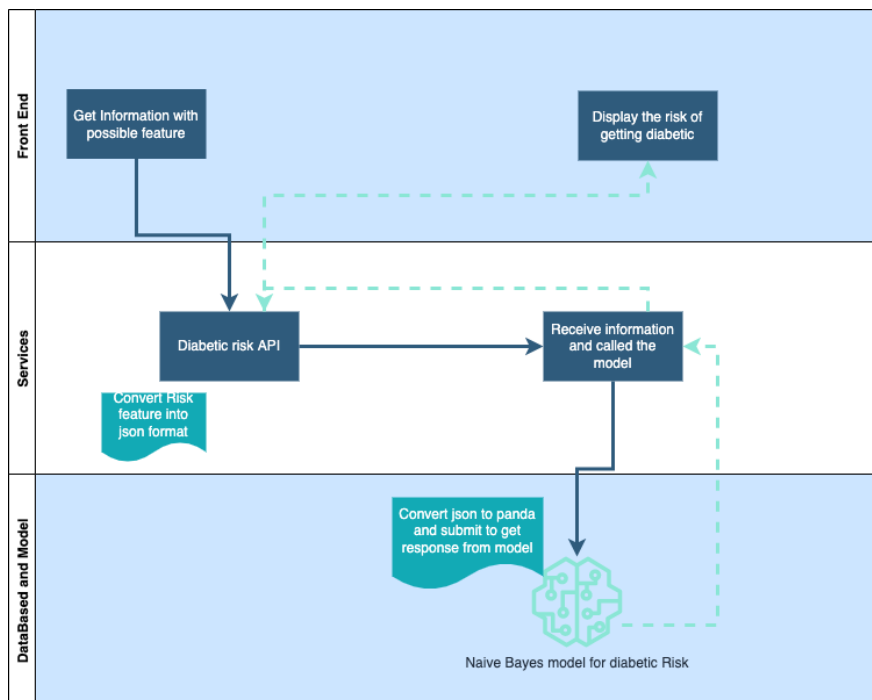 Front End
Get Information with
possible feature
Display the risk of
getting diabetic
Services
Diabetic risk API
Receive information
and called the
model
Convert Risk
feature into
json format
DataBased and Model
Convert json to panda
and submit to get
response from model
Naive Bayes model for diabetic Risk